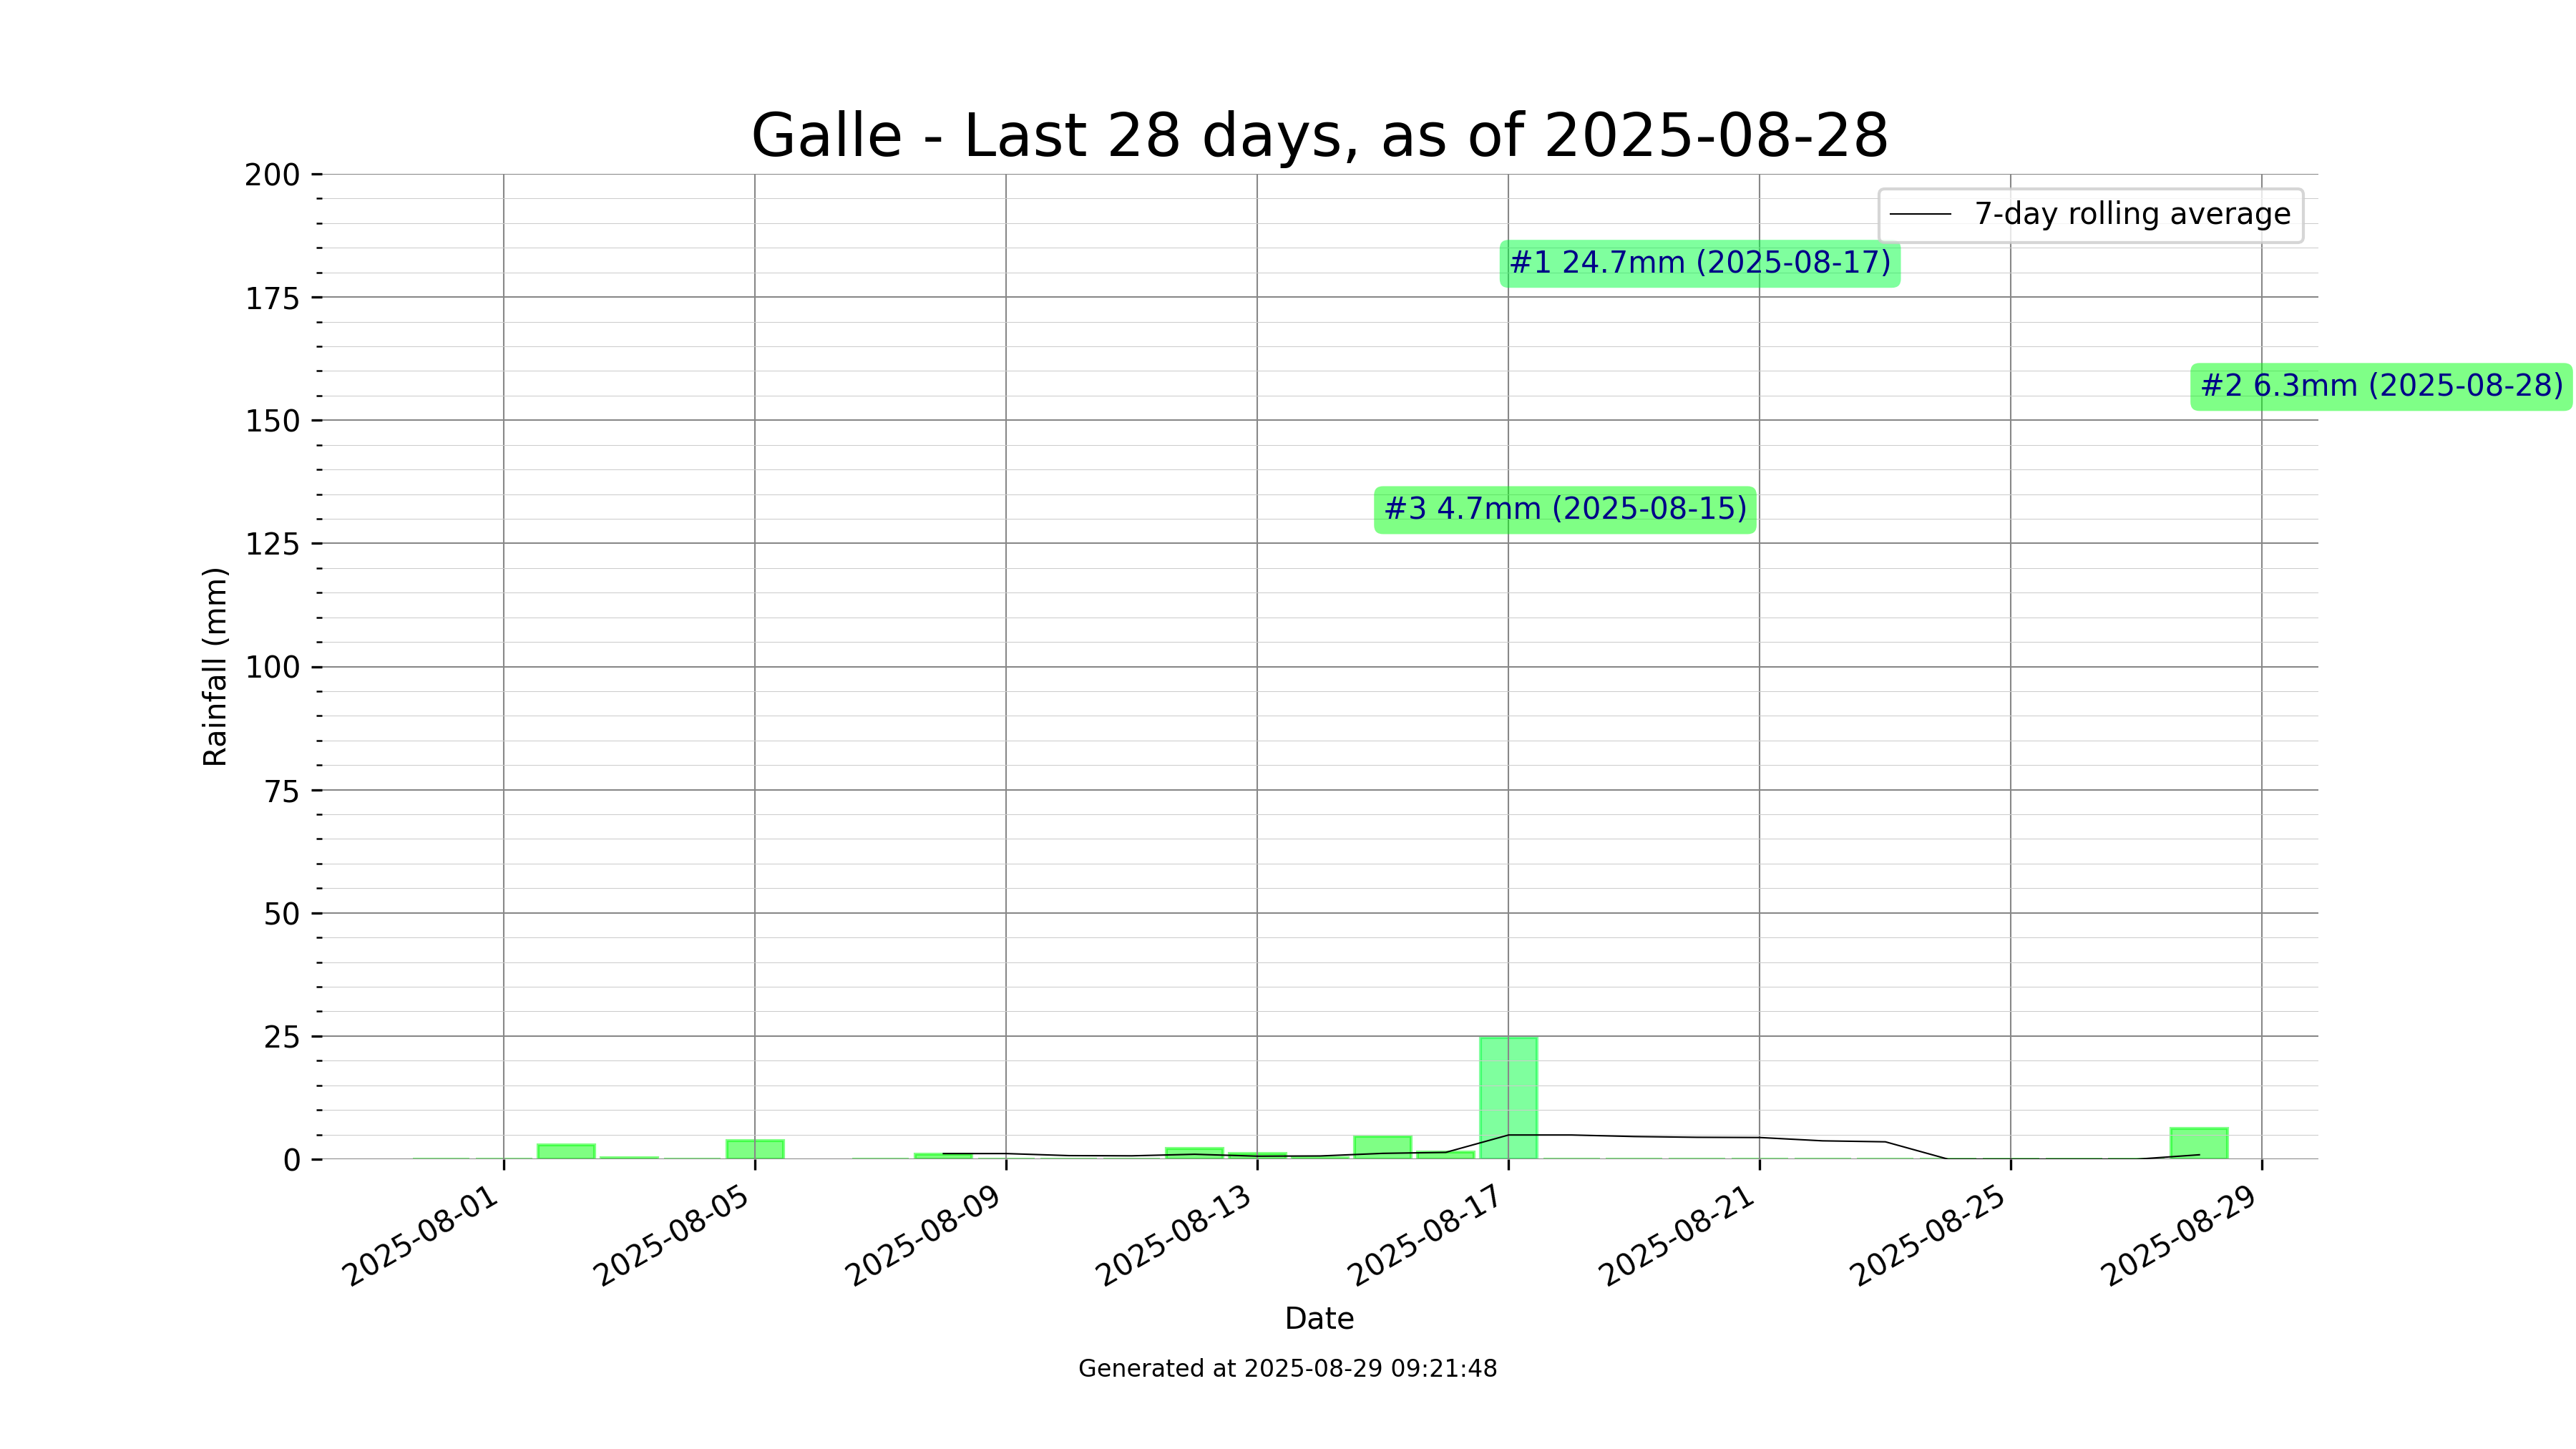 Galle - Last 28 days, as of 2025-08-28
200
175
150
125
100
75
50
25
0
Rainfall (mm)
7-day rolling average
#1 24.7mm (2025-08-17)
#2 6.3mm (2025-08-28)
#3 4.7mm (2025-08-15)
2025-08-01
2025-08-05
2025-08-09
2025-08-13
2025-08-17
2025-08-21
2025-08-25
2025-08-29
Date
Generated at 2025-08-29 09:21:48